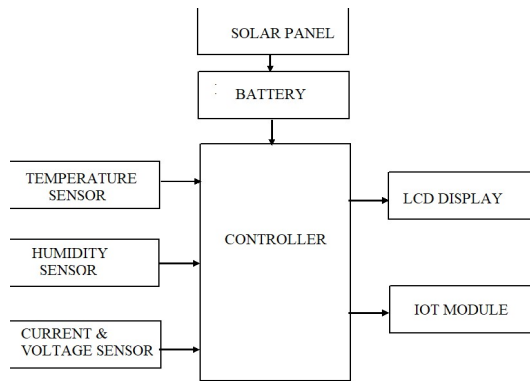 SOLAR PANEL
BATTERY
TEMPERATURE
SENSOR
HUMIDITY
SENSOR
CURRENT &
VOLTAGE SENSOR
CONTROLLER
LCD DISPLAY
IOT MODULE